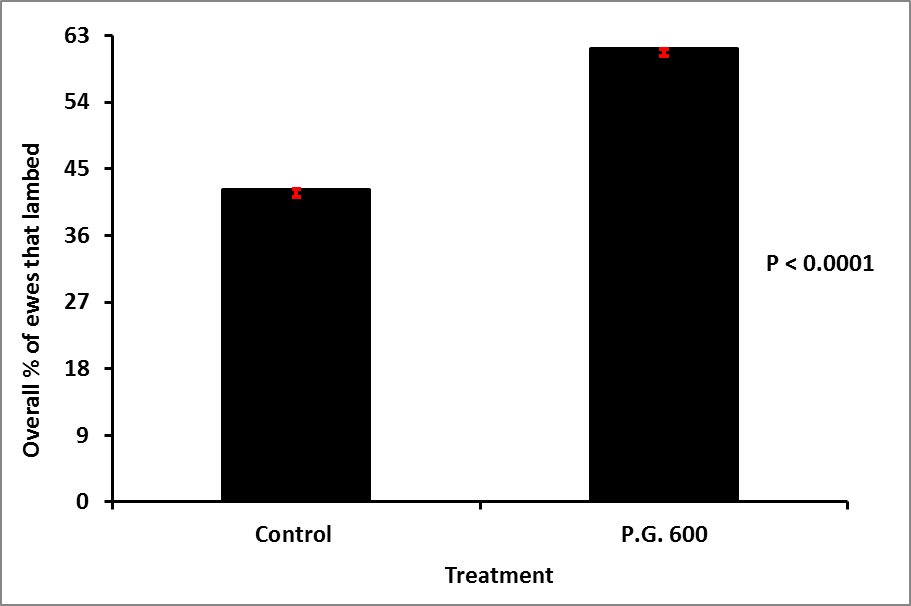 Overall % of ewes that lambed
63
54
45
36
27
18
9
0
P < 0.0001
Control
P.G. 600
Treatment